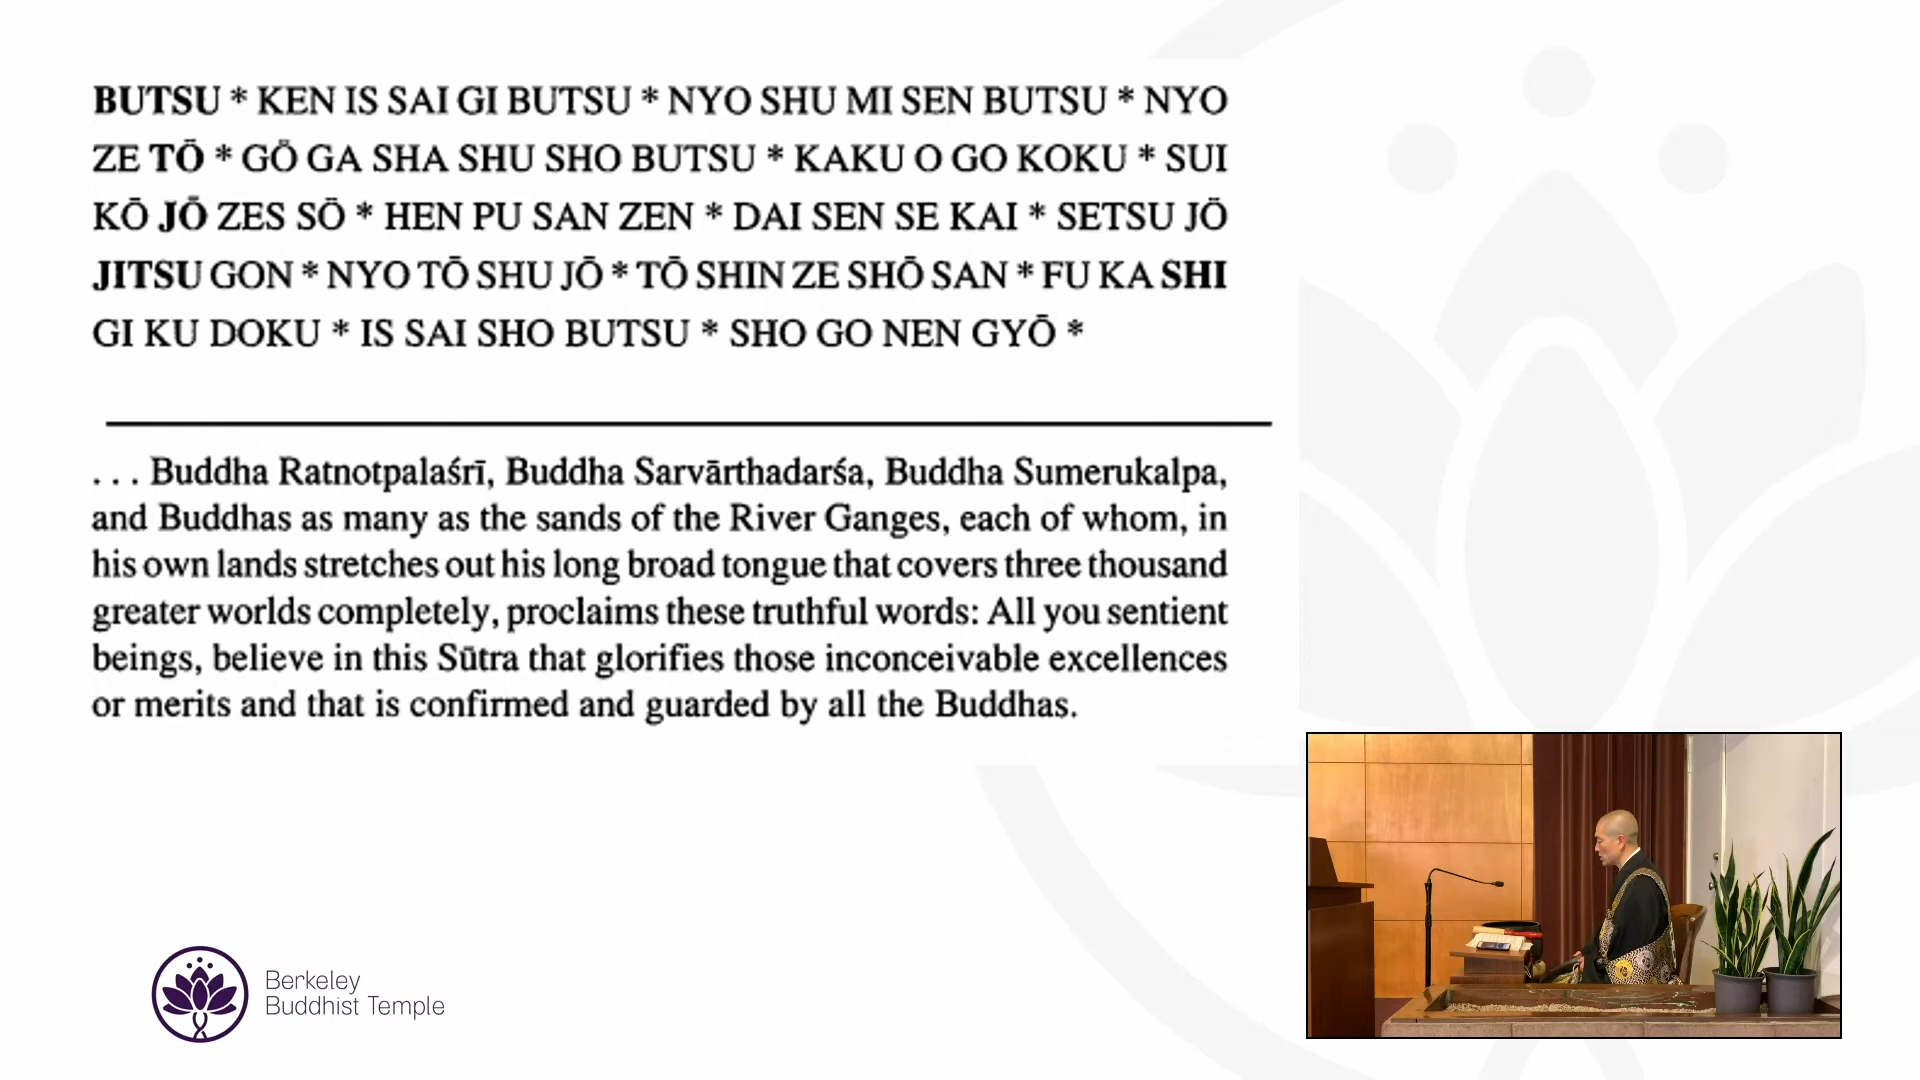 BUTSU * KEN IS SAI GI BUTSU * NYO SHU MI SEN BUTSU * NYO
ZE TŌ * GŌ GA SHA SHU SHO BUTSU * KAKU O GO KOKU * SUI
KŌ JŌ ZES SŌ * HEN PU SAN ZEN * DAI SEN SE KAI * SETSU JŌ
JITSU GON * NYO TŌ SHU JŌ * TŌ SHIN ZE SHŌ SAN * FU KA SHI
GI KU DOKU * IS SAI SHO BUTSU * SHO GO NEN GYŌ *
. . . Buddha Ratnotpalaśrī, Buddha Sarvārthadarśa, Buddha Sumerukalpa,
and Buddhas as many as the sands of the River Ganges, each of whom, in
his own lands stretches out his long broad tongue that covers three thousand
greater worlds completely, proclaims these truthful words: All you sentient
beings, believe in this Sūtra that glorifies those inconceivable excellences
or merits and that is confirmed and guarded by all the Buddhas.
Berkeley
Buddhist Temple